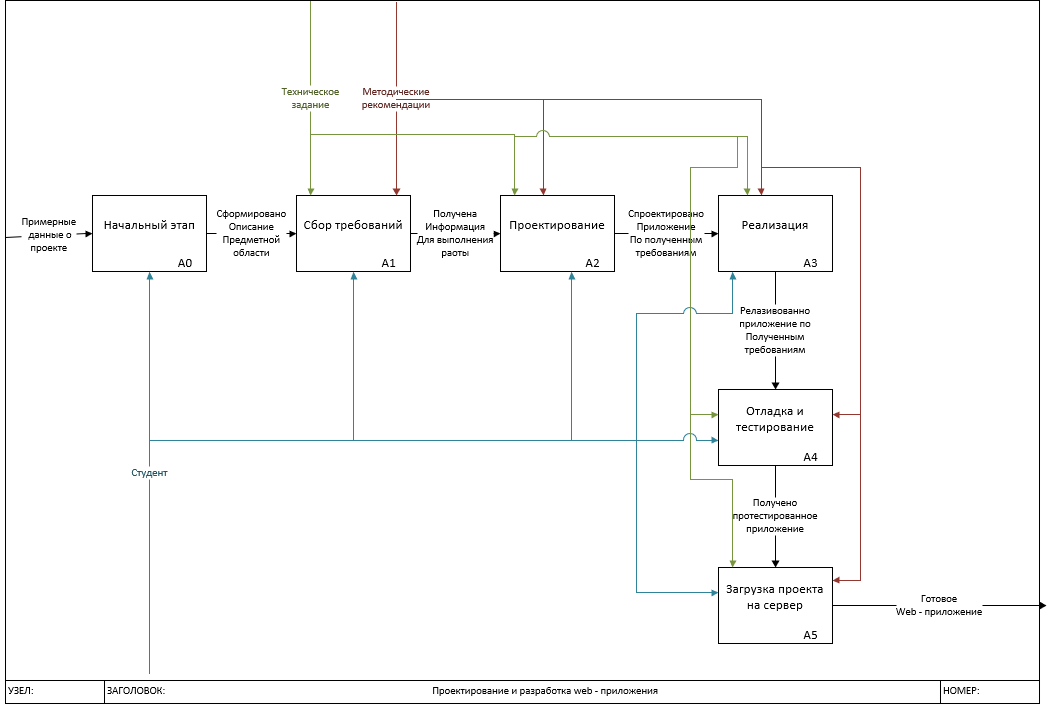 Техническое
задание
Методические
рекомендации
Примерные
данные о
проекте
Начальный этап
A0
Сформировано
Описание
Предметной
области
Сбор требований
A1
Получена
Информация
Для выполнения
раоты
Проектирование
A2
Спроектировано
Приложение
По полученным
требованиям
Реализация
A3
Релазивованно
приложение по
Полученным
требованиям
Отладка и
тестирование
A4
Студент
Получено
протестированное
приложение
Загрузка проекта
на сервер
A5
Готовое
Web - приложение
УЗЕЛ:
ЗАГОЛОВОК:
Проектирование и разработка web - приложения
НОМЕР: